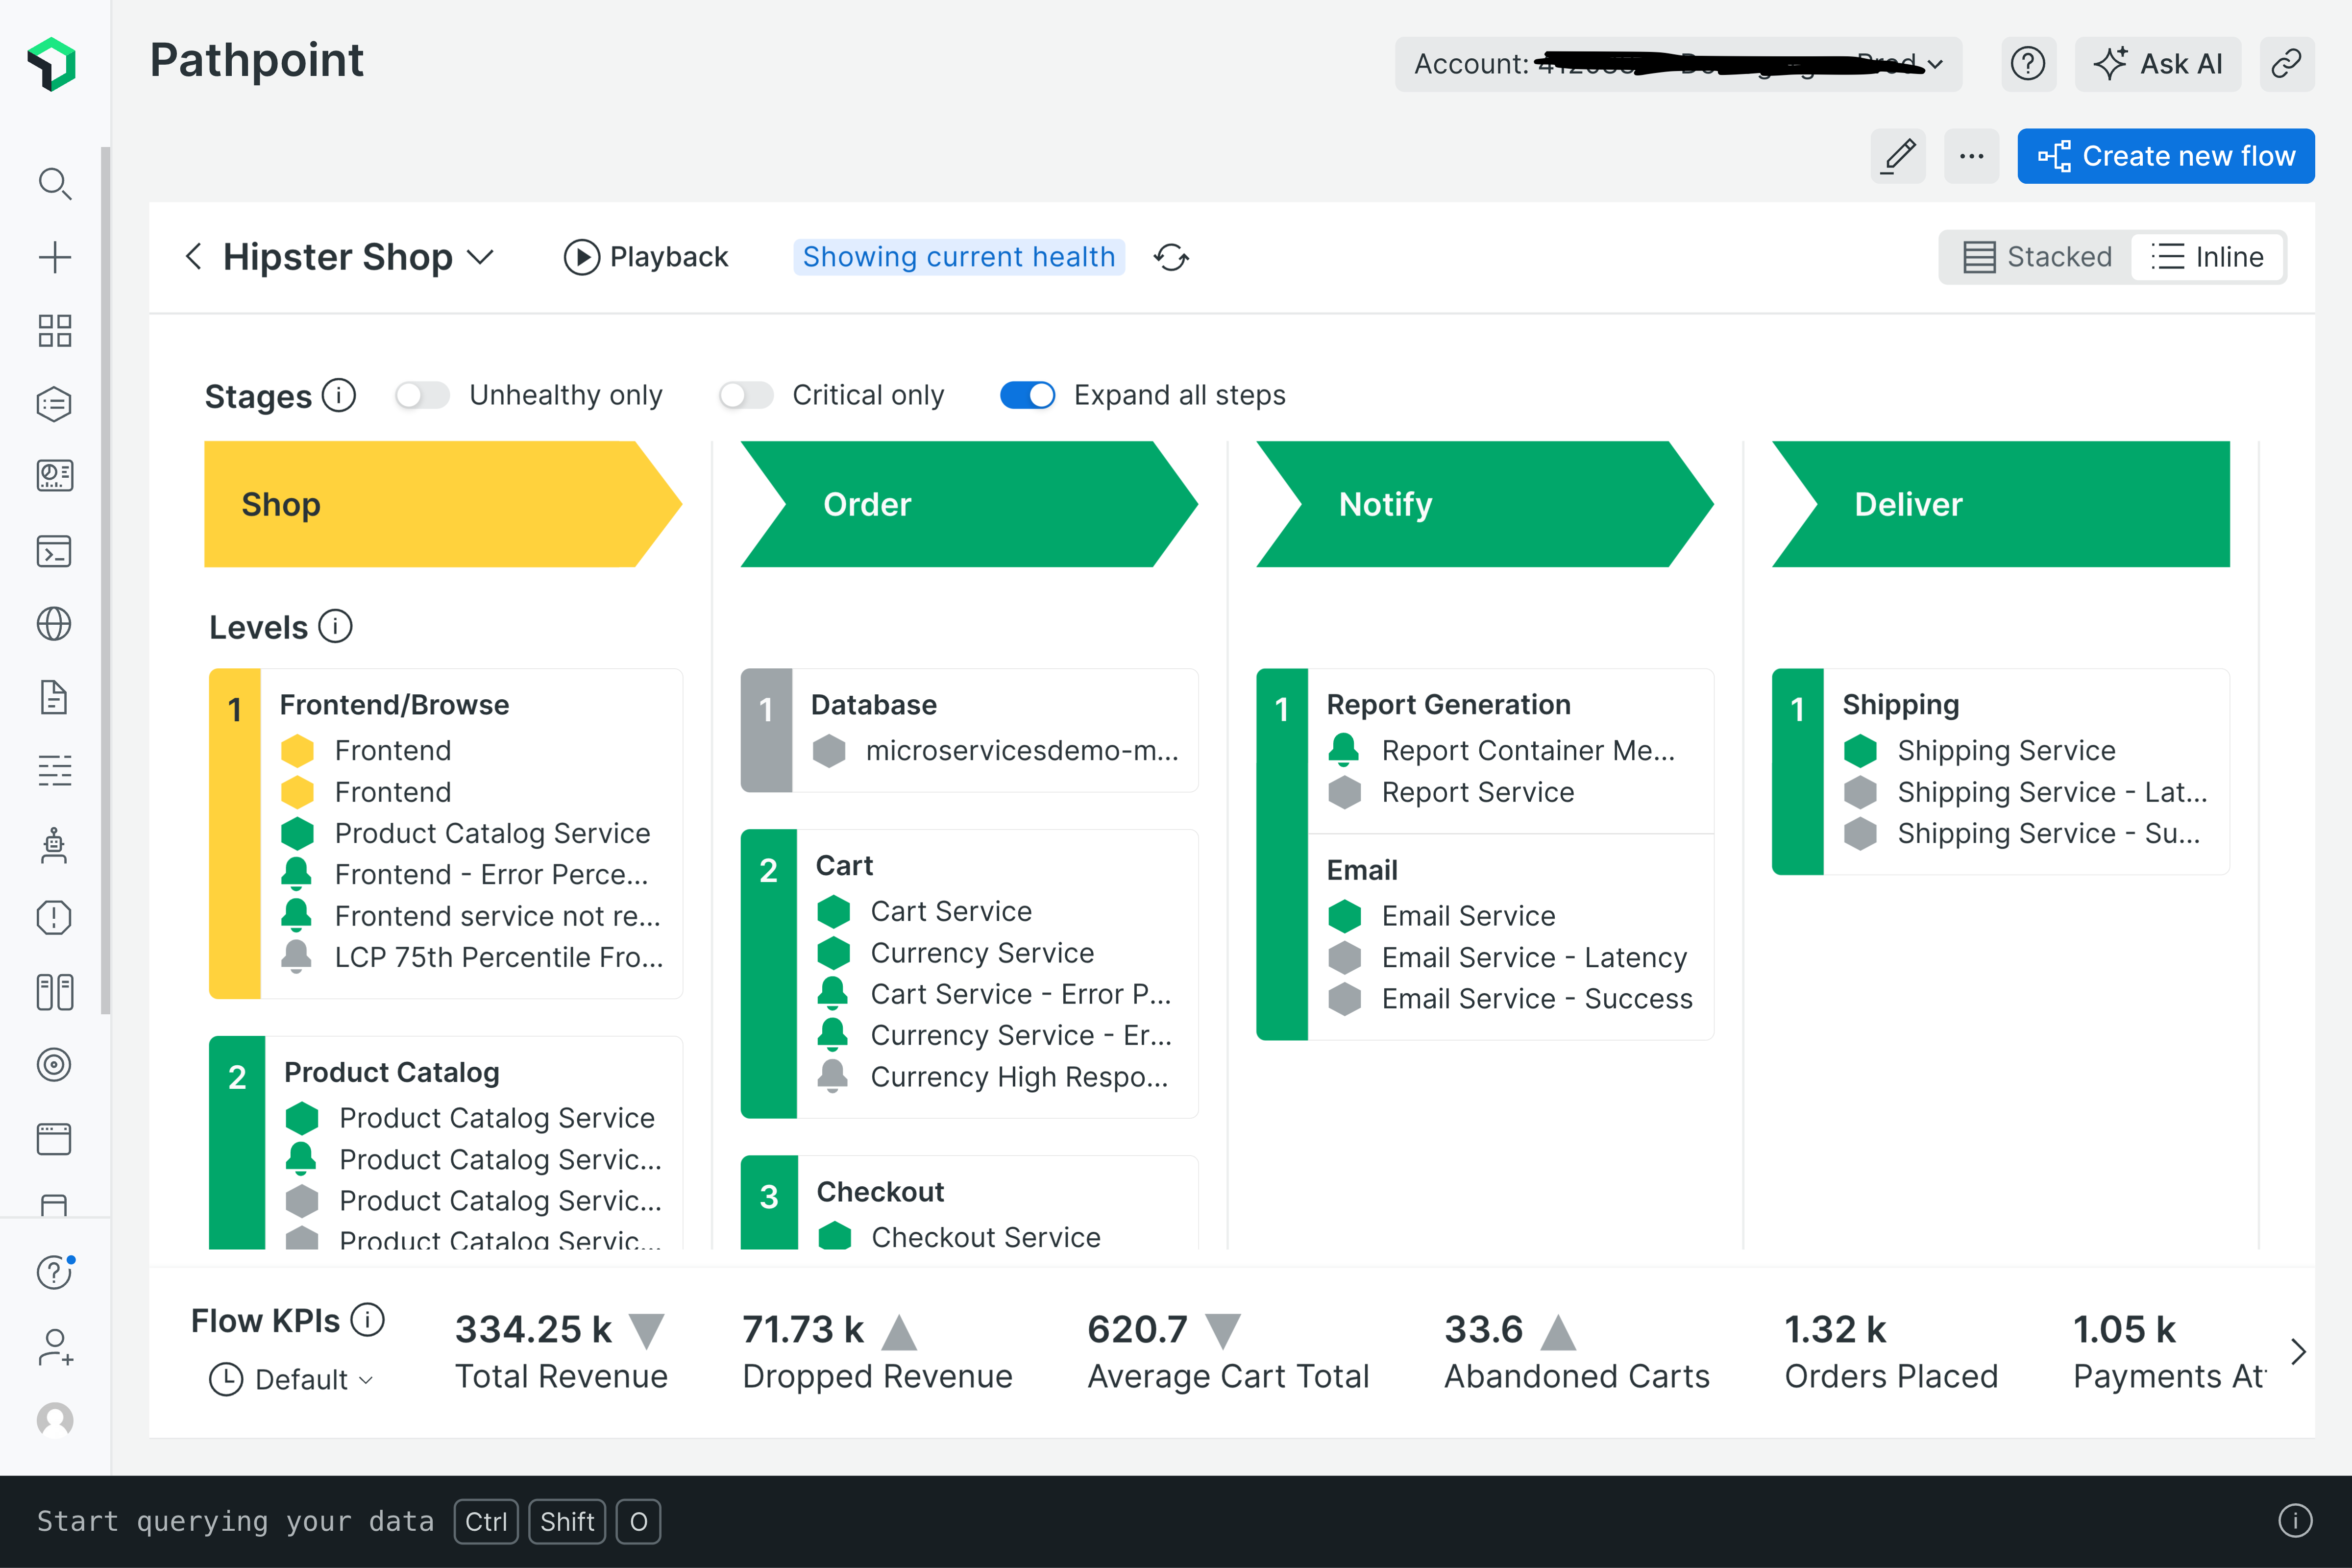 Pathpoint
Account:
Ask AI
Create new flow
Hipster Shop
Playback
Showing current health
Stacked
Inline
Stages
Unhealthy only
Critical only
Expand all steps
Shop
Order
Notify
Deliver
Levels
1
Frontend/Browse
Frontend
Frontend
Product Catalog Service
Frontend - Error Perce...
Frontend service not re...
LCP 75th Percentile Fro...
2
Product Catalog
Product Catalog Service
Product Catalog Servic...
Product Catalog Servic...
Product Catalog Servic...
1
Database
microservicesdemo-m...
2
Cart
Cart Service
Currency Service
Cart Service - Error P...
Currency Service - Er...
Currency High Respo...
3
Checkout
Checkout Service
1
Report Generation
Report Container Me...
Report Service
Email
Email Service
Email Service - Latency
Email Service - Success
1
Shipping
Shipping Service
Shipping Service - Lat...
Shipping Service - Su...
Flow KPIs
Default
334.25 k
Total Revenue
71.73 k
Dropped Revenue
620.7
Average Cart Total
33.6
Abandoned Carts
1.32 k
Orders Placed
1.05 k
Payments At
Start querying your data Ctrl Shift O